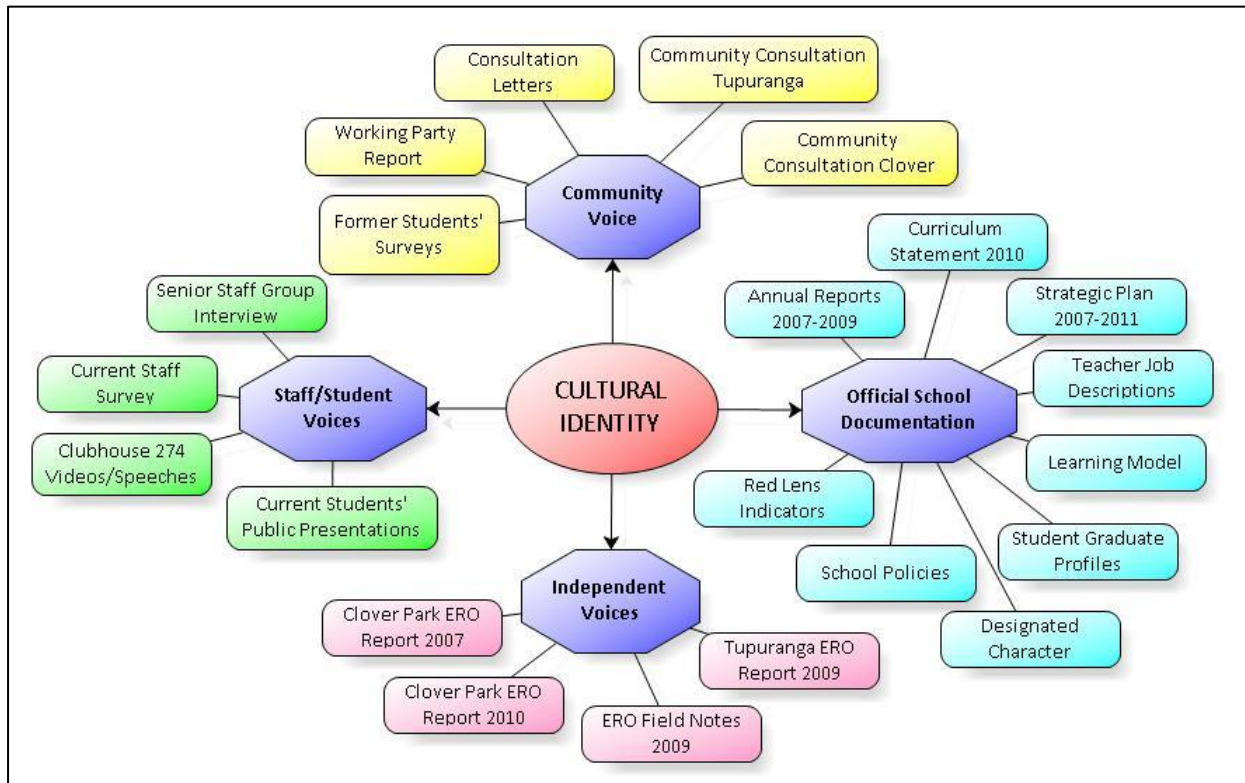 Consultation
Letters
Community Consultation
Tupuranga
Working Party
Report
Community
Consultation Clover
Community
Voice
Former Students'
Surveys
Curriculum
Statement 2010
Senior Staff Group
Interview
Annual Reports
2007-2009
Strategic Plan
2007-2011
Current Staff
Survey
Staff/Student
Voices
CULTURAL
IDENTITY
Official School
Documentation
Teacher Job
Descriptions
Clubhouse 274
Videos/Speeches
Learning Model
Current Students'
Public Presentations
Red Lens
Indicators
Student Graduate
Profiles
School Policies
Independent
Voices
Designated
Character
Clover Park ERO
Report 2007
Tupuranga ERO
Report 2009
Clover Park ERO
Report 2010
ERO Field Notes
2009